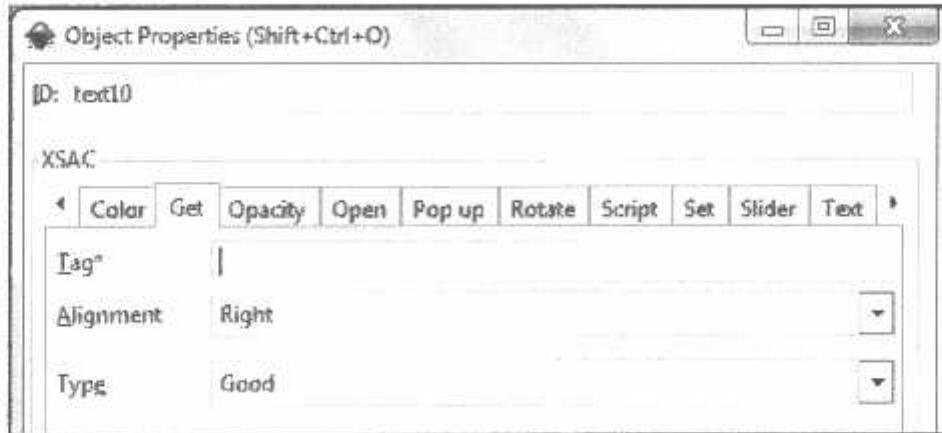 Object Properties (Shift+Ctrl+O)
ID: text10
XSAC
Color Get Opacity Open Pop up Rotate Script Set Slider Text
Tag*
Alignment Right
Type Good